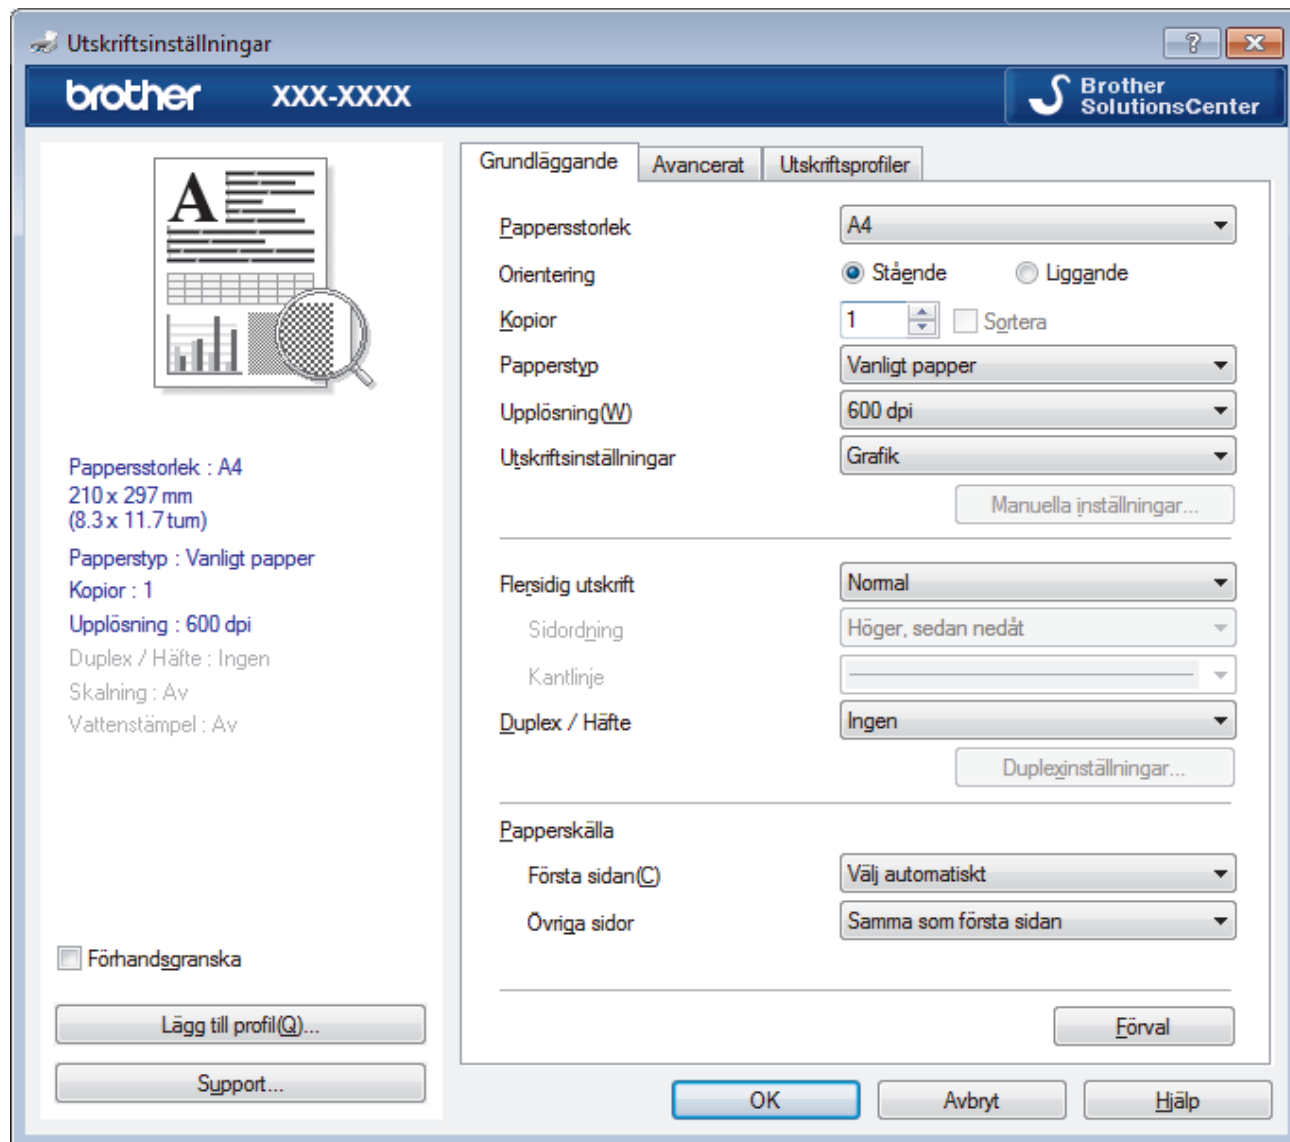 Utskriftsinställningar
brother XXX-XXXX
Brother
SolutionsCenter
A
Pappersstorlek : A4
210 x 297 mm
(8.3 x 11.7 tum)
Papperstyp : Vanligt papper
Kopior : 1
Upplösning : 600 dpi
Duplex / Häfte : Ingen
Skalning : Av
Vattenstämpel : Av
Förhandsgranska
Lägg till profil(Q)...
Support...
Grundläggande Avancerat Utskriftsprofiler
Pappersstorlek A4
Orientering Stående Liggande
Kopior 1 Sortera
Papperstyp Vanligt papper
Upplösning(W) 600 dpi
Utskriftsinställningar Grafik
Manuella inställningar...
Flersidig utskrift Normal
Sidordning Höger, sedan nedåt
Kantlinje
Duplex / Häfte Ingen
Duplexinställningar...
Papperskälla
Första sidan(C) Välj automatiskt
Övriga sidor Samma som första sidan
Förval
OK Avbryt Hjälp